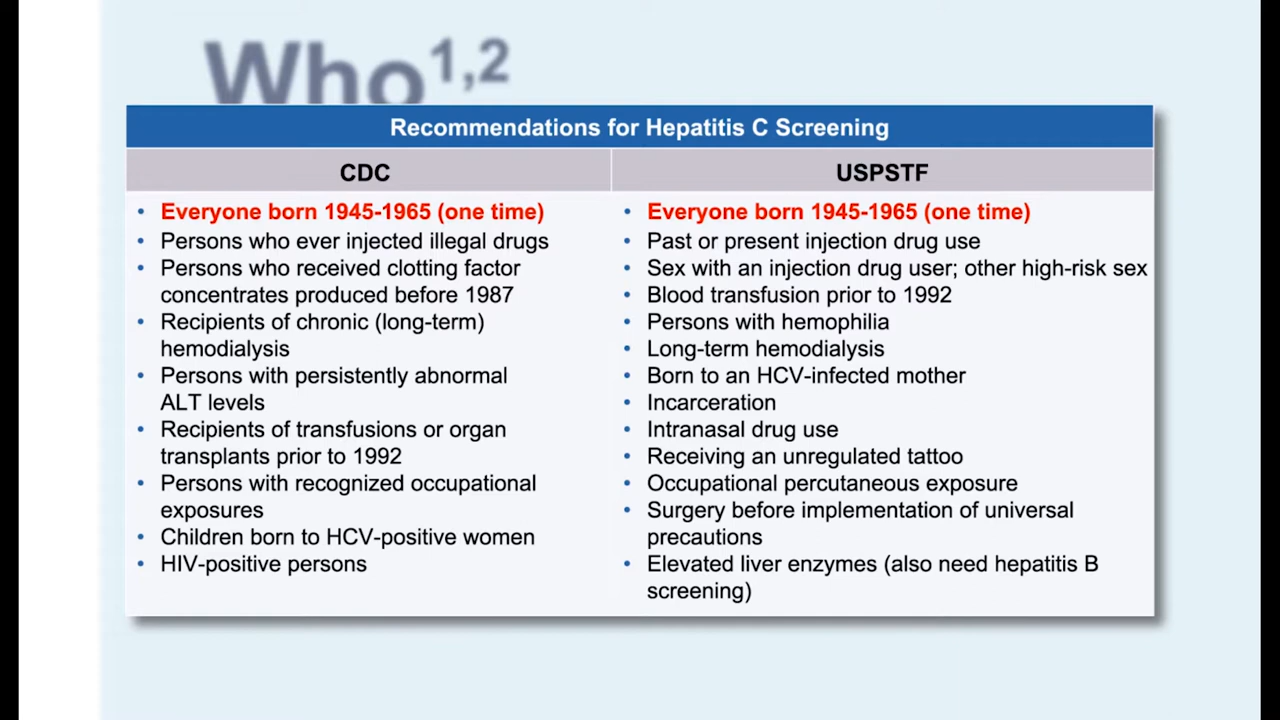 Who1,2
Recommendations for Hepatitis C Screening
CDC
• Everyone born 1945-1965 (one time)
• Persons who ever injected illegal drugs
• Persons who received clotting factor
concentrates produced before 1987
• Recipients of chronic (long-term)
hemodialysis
• Persons with persistently abnormal
ALT levels
• Recipients of transfusions or organ
transplants prior to 1992
• Persons with recognized occupational
exposures
• Children born to HCV-positive women
• HIV-positive persons
USPSTF
• Everyone born 1945-1965 (one time)
• Past or present injection drug use
• Sex with an injection drug user; other high-risk sex
• Blood transfusion prior to 1992
• Persons with hemophilia
• Long-term hemodialysis
• Born to an HCV-infected mother
• Incarceration
• Intranasal drug use
• Receiving an unregulated tattoo
• Occupational percutaneous exposure
• Surgery before implementation of universal
precautions
• Elevated liver enzymes (also need hepatitis B
screening)